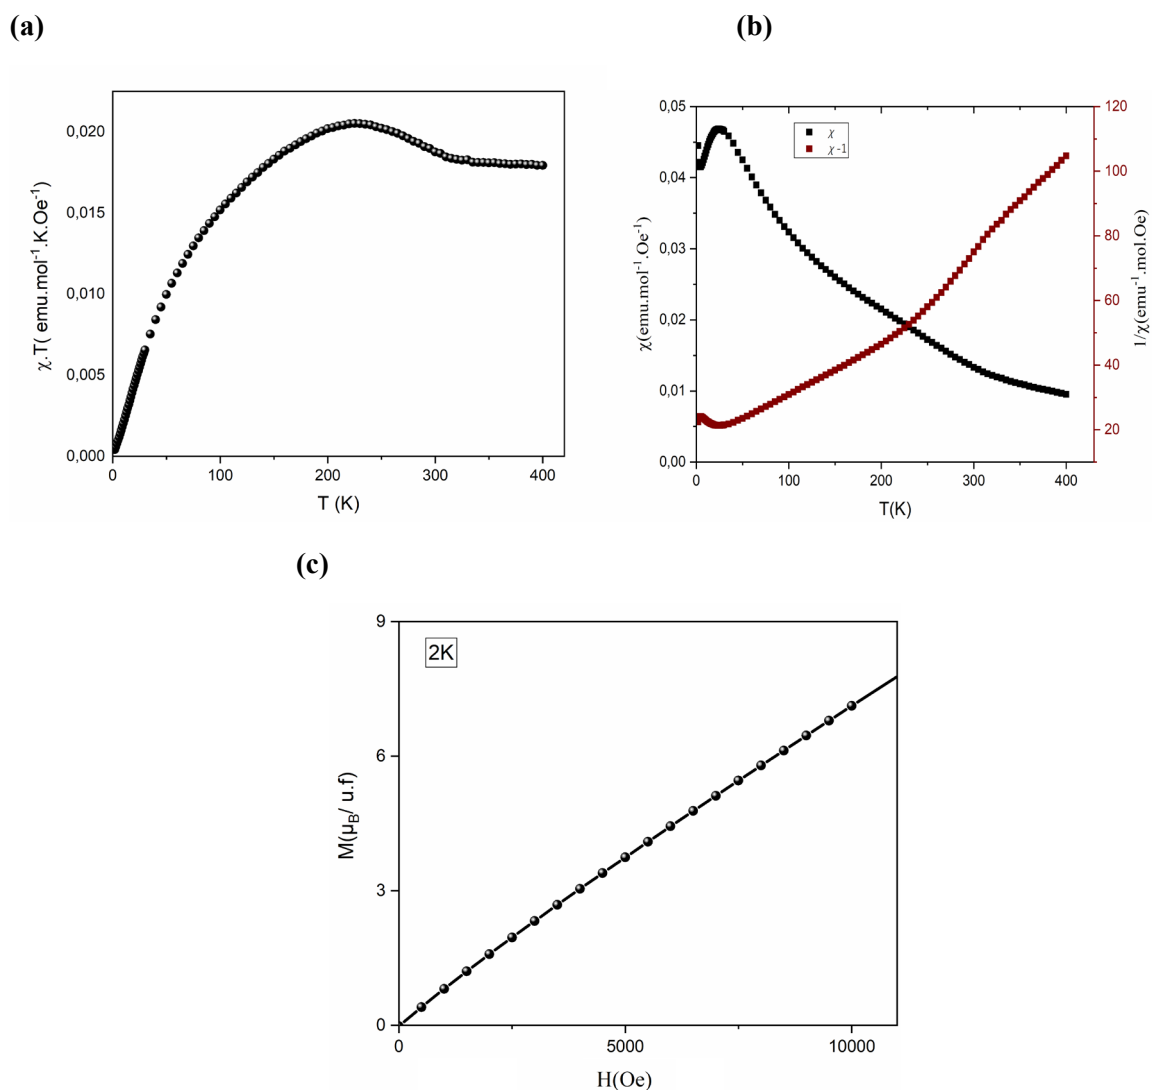 (a)
(b)
0,020
0,015
0,010
0,005
0,000
χ.T( emu.mol⁻¹.K.Oe⁻¹)
0
100
200
300
400
T (K)
0,05
0,04
0,03
0,02
0,01
0,00
χ(emu.mol⁻¹.Oe⁻¹)
χ
χ -1
120
100
80
60
40
20
1/χ(emu⁻¹.mol.Oe)
0
100
200
300
400
T(K)
(c)
2K
9
6
3
0
M(μ_B/ u.f)
0
5000
10000
H(Oe)